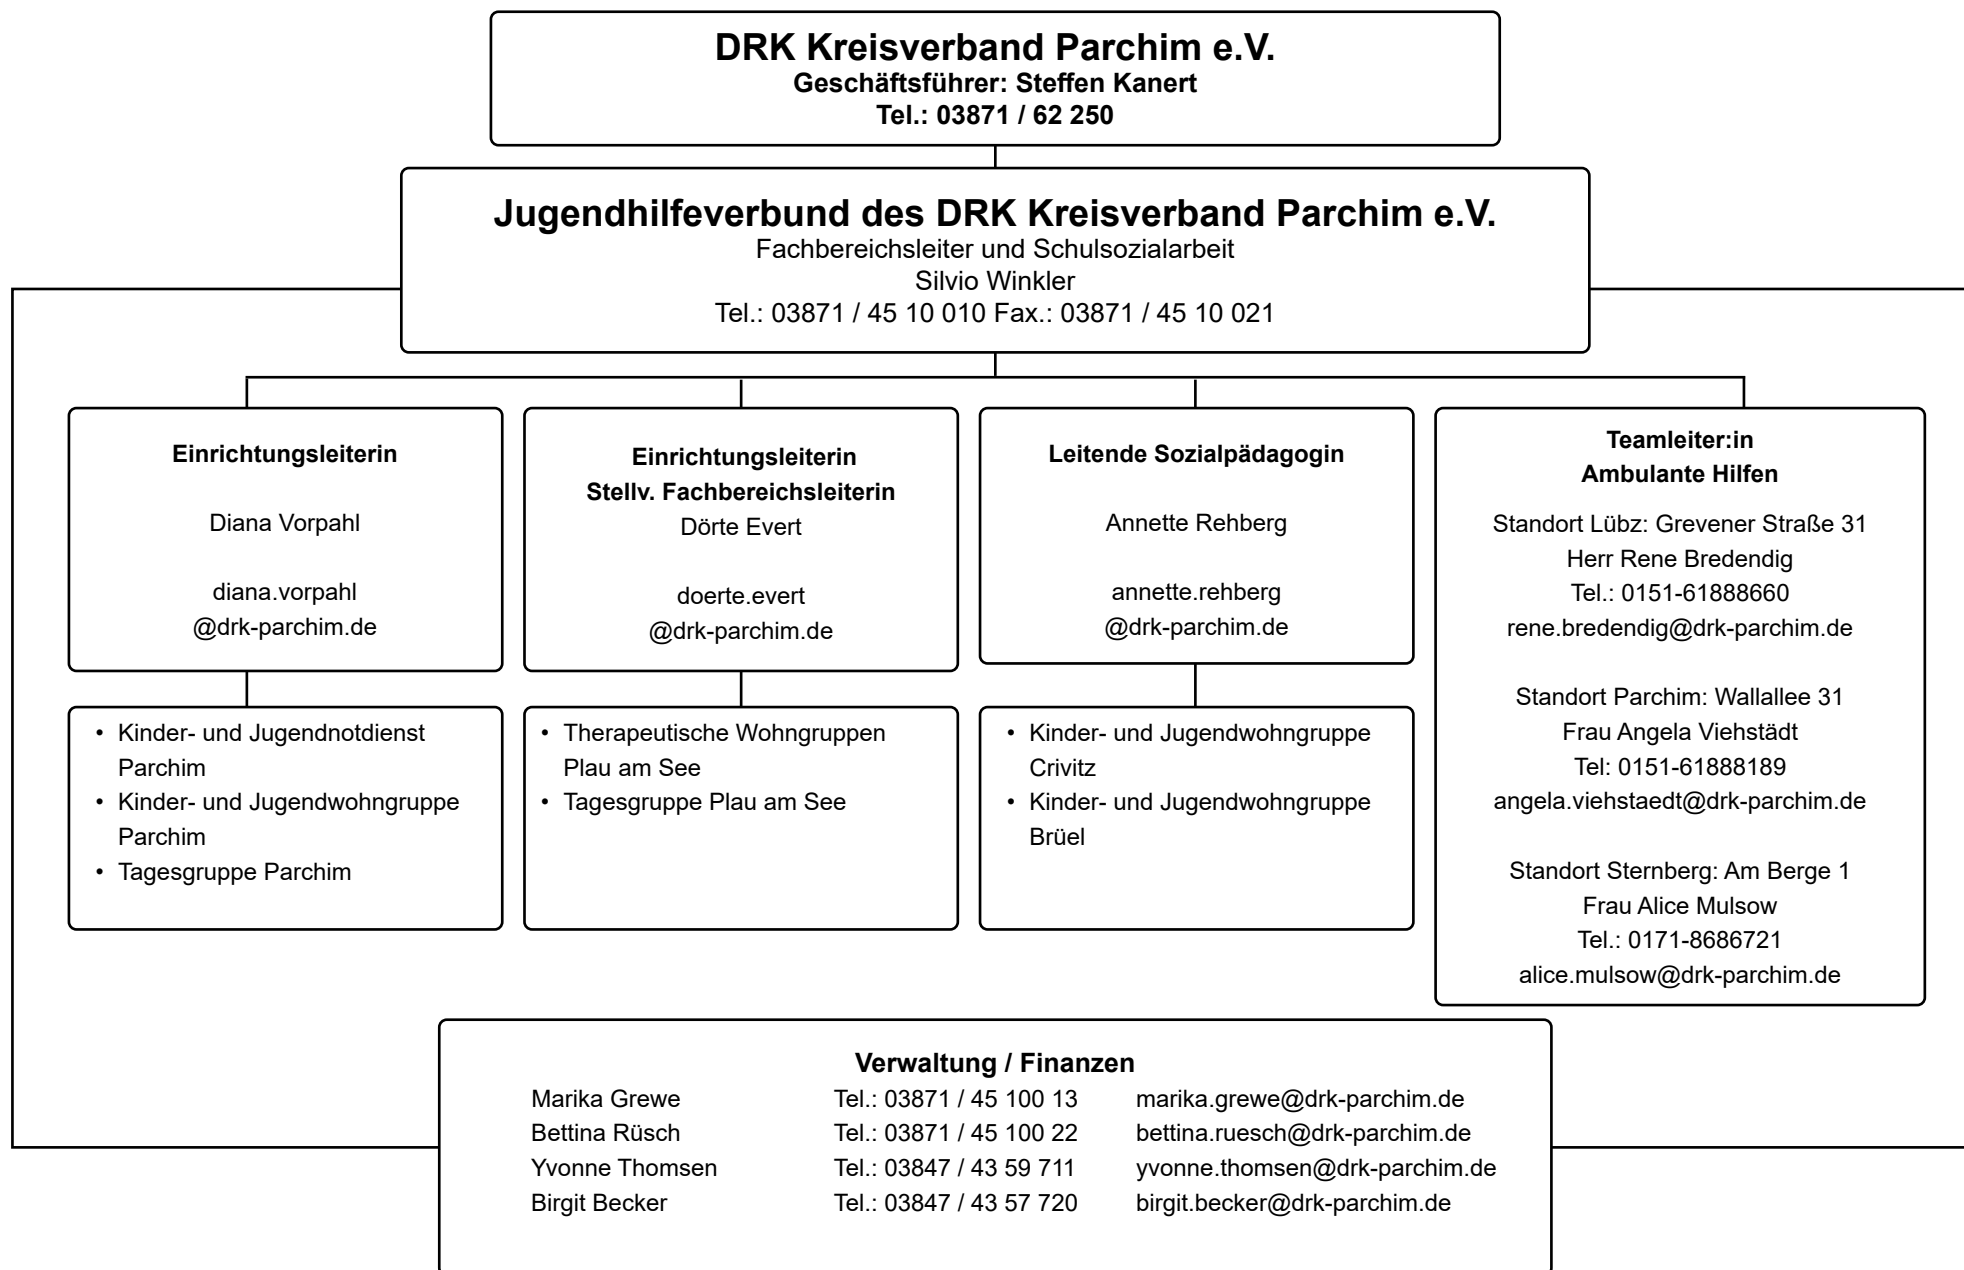 DRK Kreisverband Parchim e.V.
Geschäftsführer: Steffen Kanert
Tel.: 03871 / 62 250
Jugendhilfeverbund des DRK Kreisverband Parchim e.V.
Fachbereichsleiter und Schulsozialarbeit
Silvio Winkler
Tel.: 03871 / 45 10 010 Fax.: 03871 / 45 10 021
Einrichtungsleiterin
Diana Vorpahl
diana.vorpahl
@drk-parchim.de
• Kinder- und Jugendnotdienst
Parchim
• Kinder- und Jugendwohngruppe
Parchim
• Tagesgruppe Parchim
Einrichtungsleiterin
Stellv. Fachbereichsleiterin
Dörte Evert
doerte.evert
@drk-parchim.de
• Therapeutische Wohngruppen
Plau am See
• Tagesgruppe Plau am See
Leitende Sozialpädagogin
Annette Rehberg
annette.rehberg
@drk-parchim.de
• Kinder- und Jugendwohngruppe
Crivitz
• Kinder- und Jugendwohngruppe
Brüel
Teamleiter:in
Ambulante Hilfen
Standort Lübz: Grevener Straße 31
Herr Rene Bredendig
Tel.: 0151-61888660
rene.bredendig@drk-parchim.de
Standort Parchim: Wallallee 31
Frau Angela Viehstädt
Tel: 0151-61888189
angela.viehstaedt@drk-parchim.de
Standort Sternberg: Am Berge 1
Frau Alice Mulsow
Tel.: 0171-8686721
alice.mulsow@drk-parchim.de
Verwaltung / Finanzen
Marika Grewe Tel.: 03871 / 45 100 13 marika.grewe@drk-parchim.de
Bettina Rüsch Tel.: 03871 / 45 100 22 bettina.ruesch@drk-parchim.de
Yvonne Thomsen Tel.: 03847 / 43 59 711 yvonne.thomsen@drk-parchim.de
Birgit Becker Tel.: 03847 / 43 57 720 birgit.becker@drk-parchim.de